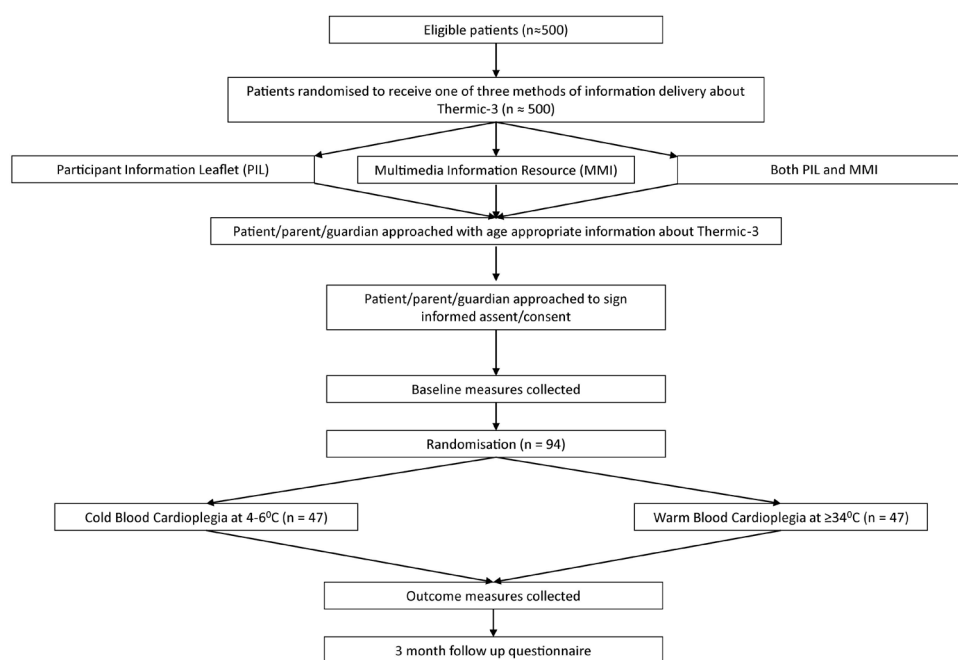 Eligible patients (n≈500)
Patients randomised to receive one of three methods of information delivery about
Thermic-3 (n ≈ 500)
Participant Information Leaflet (PIL)
Multimedia Information Resource (MMI)
Both PIL and MMI
Patient/parent/guardian approached with age appropriate information about Thermic-3
Patient/parent/guardian approached to sign
informed assent/consent
Baseline measures collected
Randomisation (n = 94)
Cold Blood Cardioplegia at 4-6⁰C (n = 47)
Warm Blood Cardioplegia at ≥34⁰C (n = 47)
Outcome measures collected
3 month follow up questionnaire